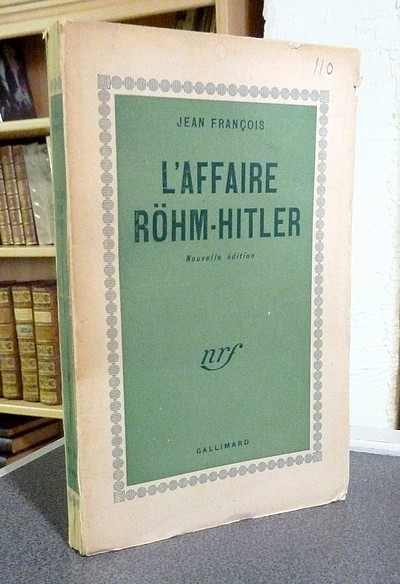 110
JEAN FRANÇOIS
L'AFFAIRE
RÖHM-HITLER
Nouvelle édition
nrf
GALLIMARD